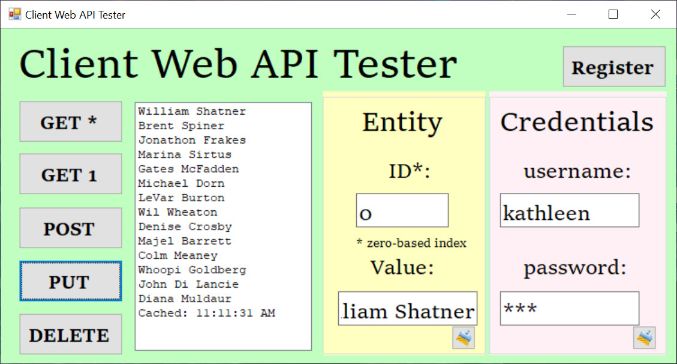 Client Web API Tester
Client Web API Tester
Register
GET *
GET 1
POST
PUT
DELETE
William Shatner
Brent Spiner
Jonathon Frakes
Marina Sirtus
Gates McFadden
Michael Dorn
LeVar Burton
Wil Wheaton
Denise Crosby
Majel Barrett
Colm Meaney
Whoopi Goldberg
John Di Lancie
Diana Muldaur
Cached: 11:11:31 AM
Entity
ID*:
0
* zero-based index
Value:
liam Shatner
Credentials
username:
kathleen
password:
***